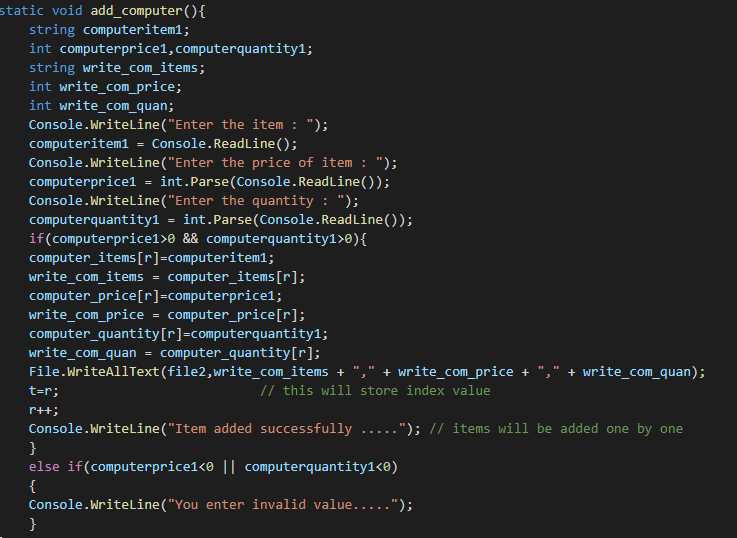 static void add_computer(){
string computeritem1;
int computerprice1,computerquantity1;
string write_com_items;
int write_com_price;
int write_com_quan;
Console.WriteLine("Enter the item : ");
computeritem1 = Console.ReadLine();
Console.WriteLine("Enter the price of item : ");
computerprice1 = int.Parse(Console.ReadLine());
Console.WriteLine("Enter the quantity : ");
computerquantity1 = int.Parse(Console.ReadLine());
if(computerprice1>0 && computerquantity1>0){
computer_items[r]=computeritem1;
write_com_items = computer_items[r];
computer_price[r]=computerprice1;
write_com_price = computer_price[r];
computer_quantity[r]=computerquantity1;
write_com_quan = computer_quantity[r];
File.WriteAllText(file2,write_com_items + "," + write_com_price + "," + write_com_quan);
t=r; // this will store index value
r++;
Console.WriteLine("Item added successfully ....."); // items will be added one by one
}
else if(computerprice1<0 || computerquantity1<0)
{
Console.WriteLine("You enter invalid value.....");
}